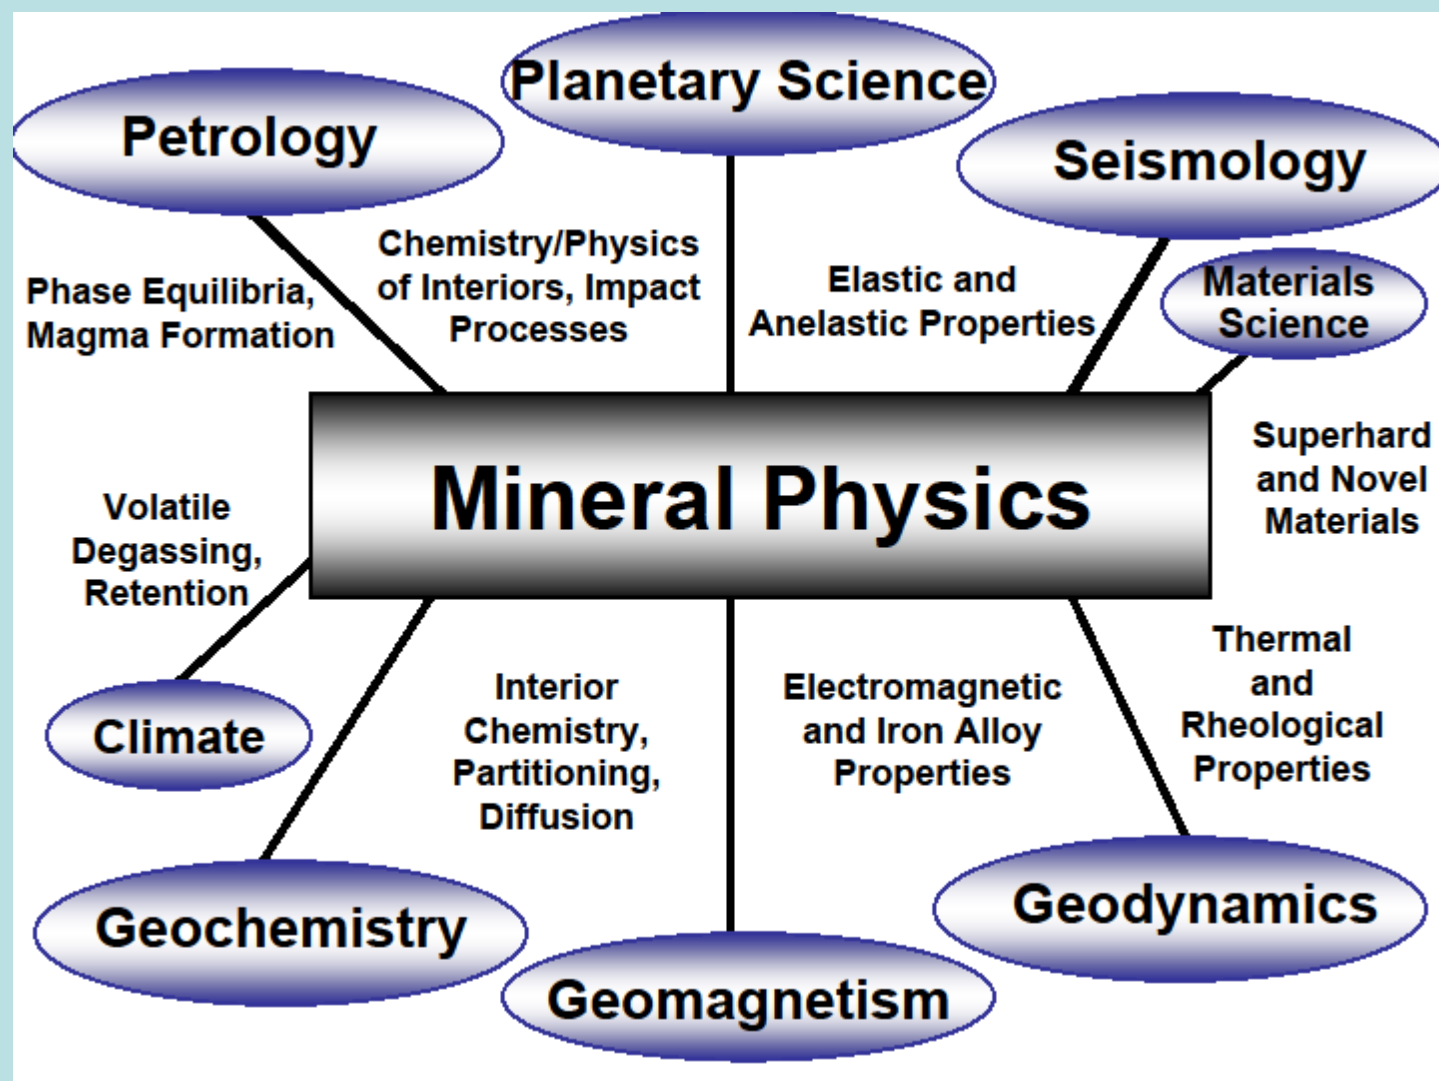 Planetary Science
Petrology
Seismology
Chemistry/Physics
of Interiors, Impact
Processes
Phase Equilibria,
Magma Formation
Elastic and
Anelastic Properties
Materials
Science
Mineral Physics
Superhard
and Novel
Materials
Volatile
Degassing,
Retention
Climate
Interior
Chemistry,
Partitioning,
Diffusion
Electromagnetic
and Iron Alloy
Properties
Thermal
and
Rheological
Properties
Geochemistry
Geomagnetism
Geodynamics